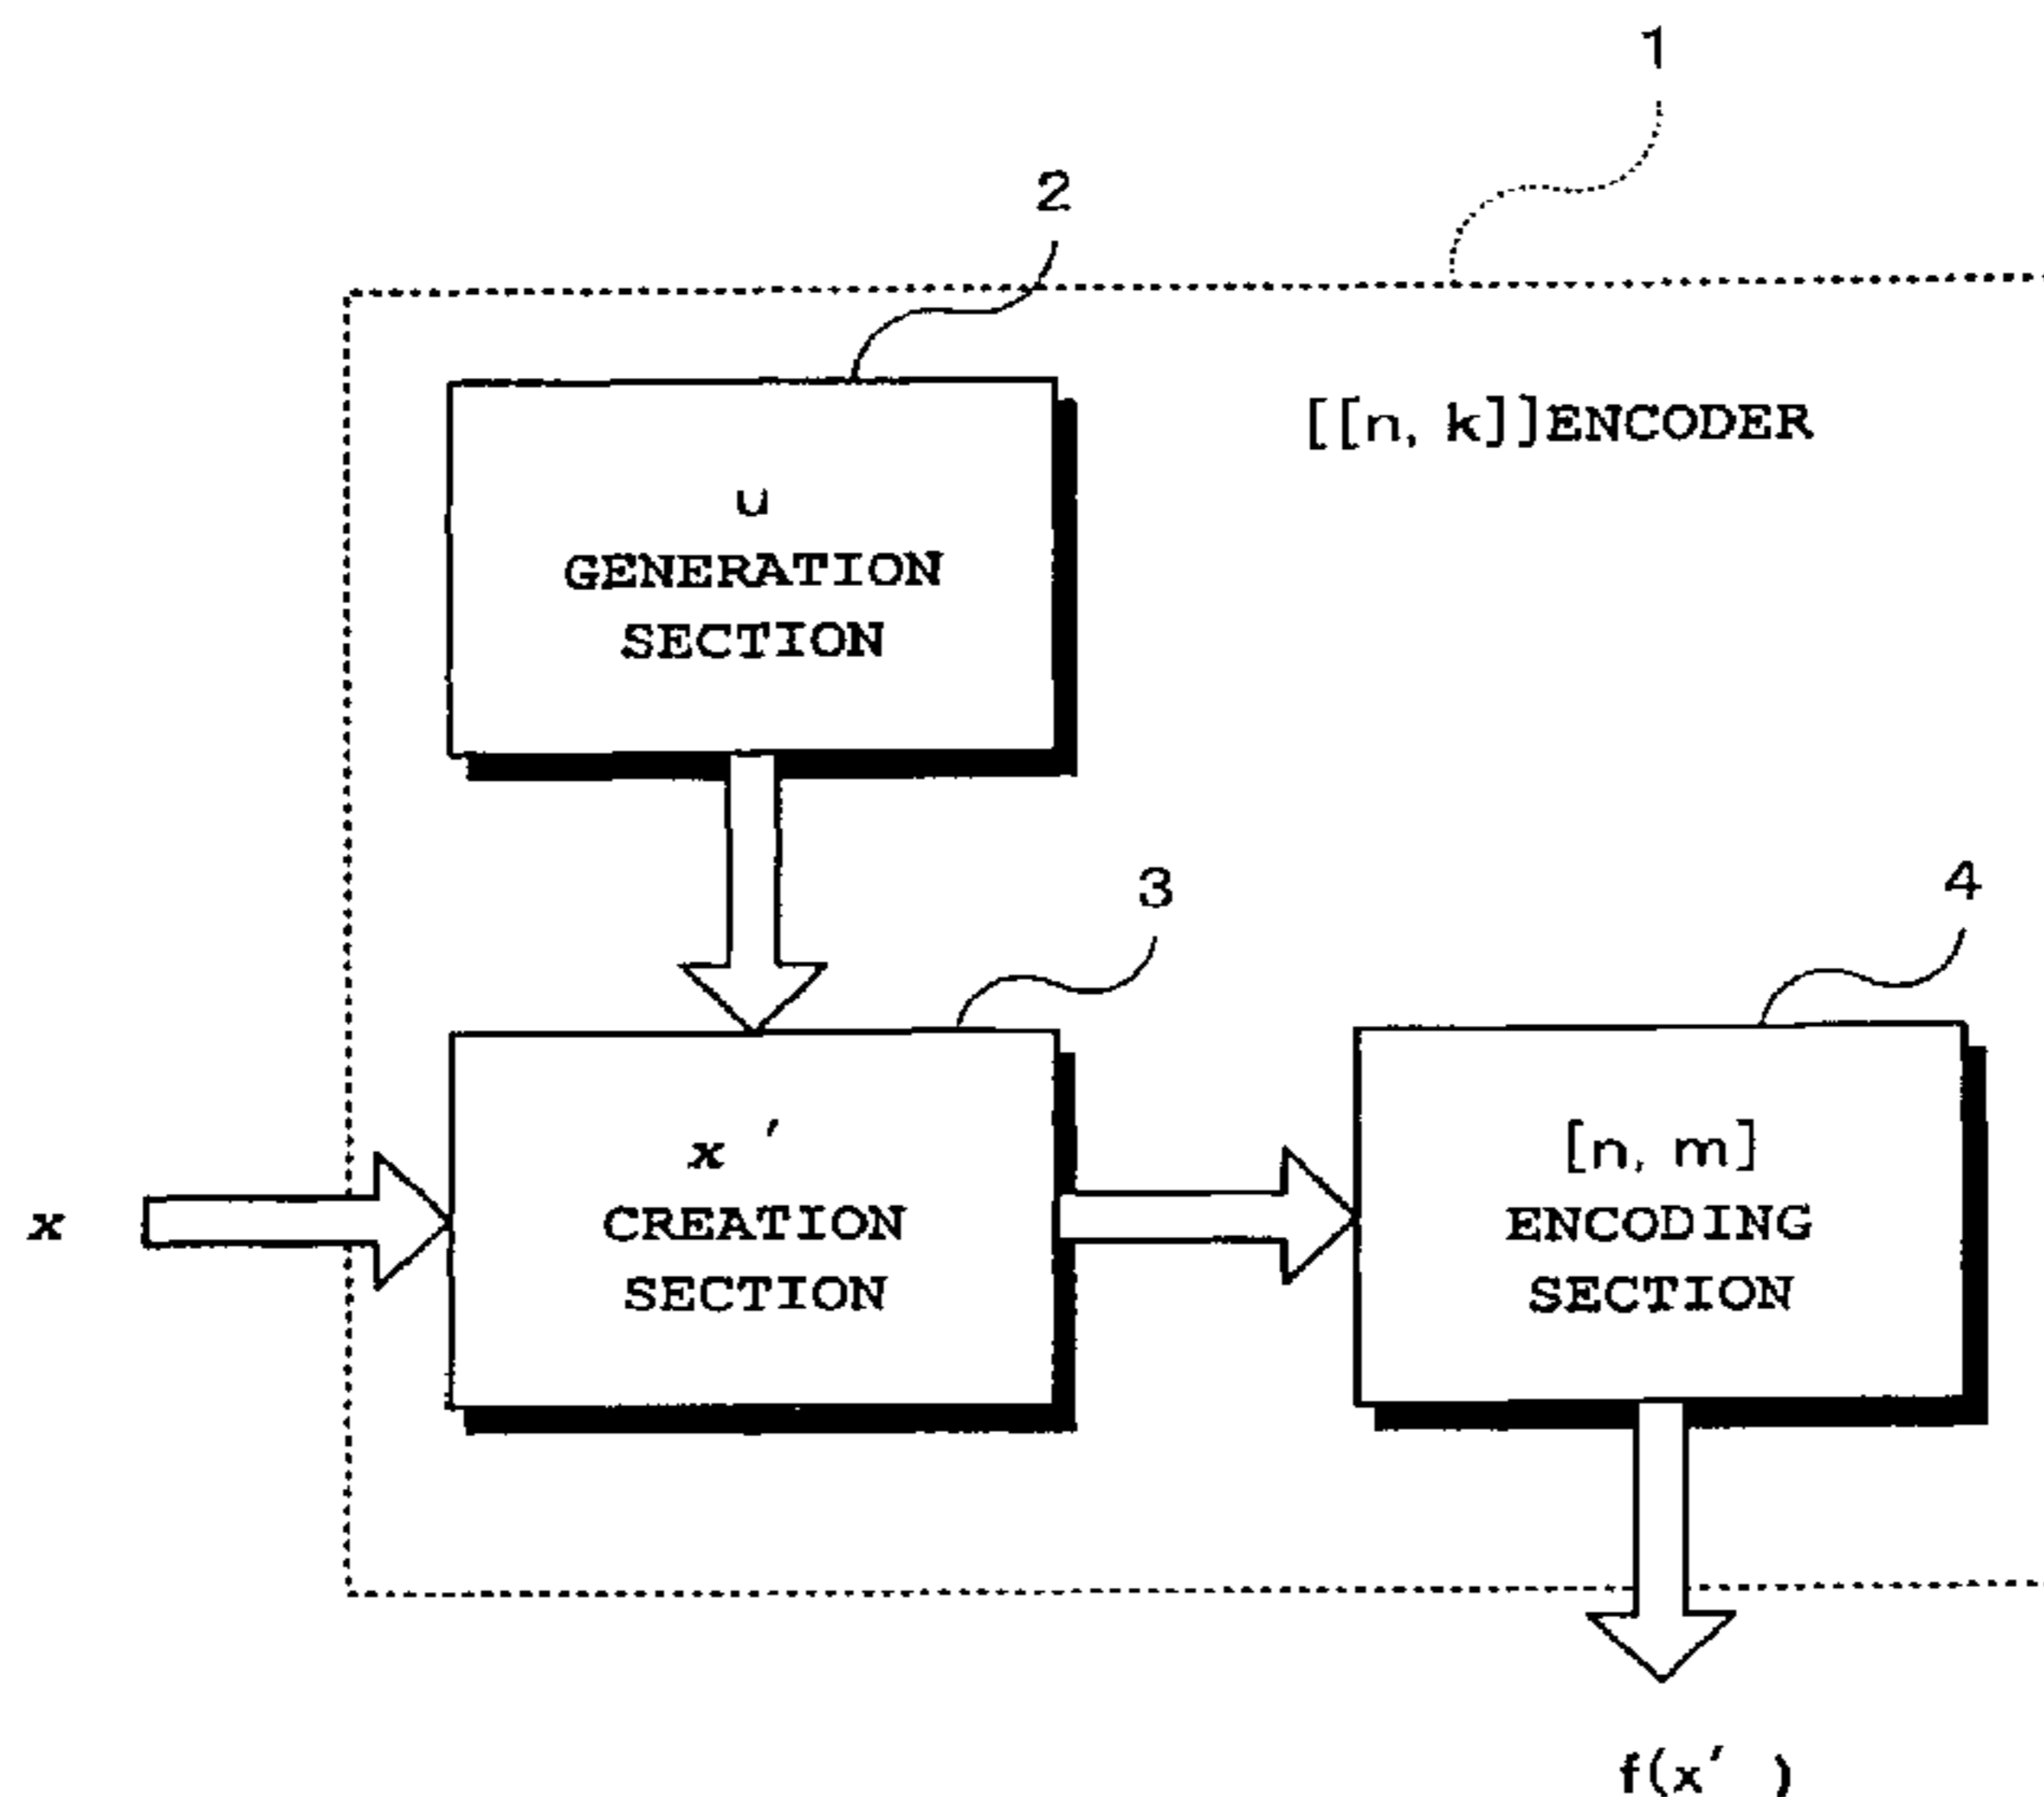 1
2
[[n, k]]ENCODER
u
GENERATION
SECTION
3
4
x
x ′
CREATION
SECTION
[n, m]
ENCODING
SECTION
f(x′ )